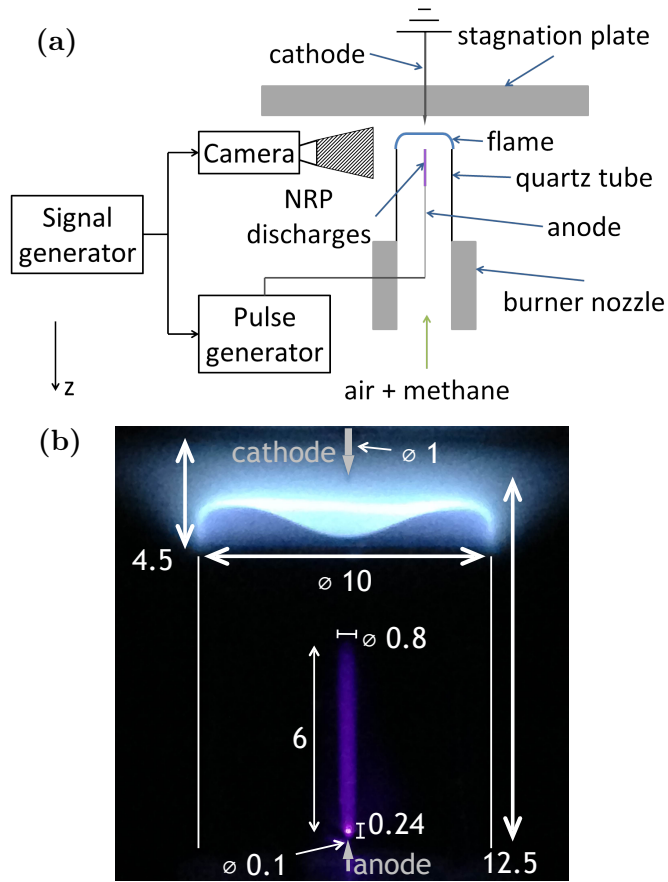 (a)
cathode
stagnation plate
Camera
flame
quartz tube
NRP
discharges
anode
Signal
generator
burner nozzle
Pulse
generator
z
air + methane
(b)
cathode
⌀ 1
4.5
⌀ 10
⌀ 0.8
6
0.24
⌀ 0.1
anode
12.5